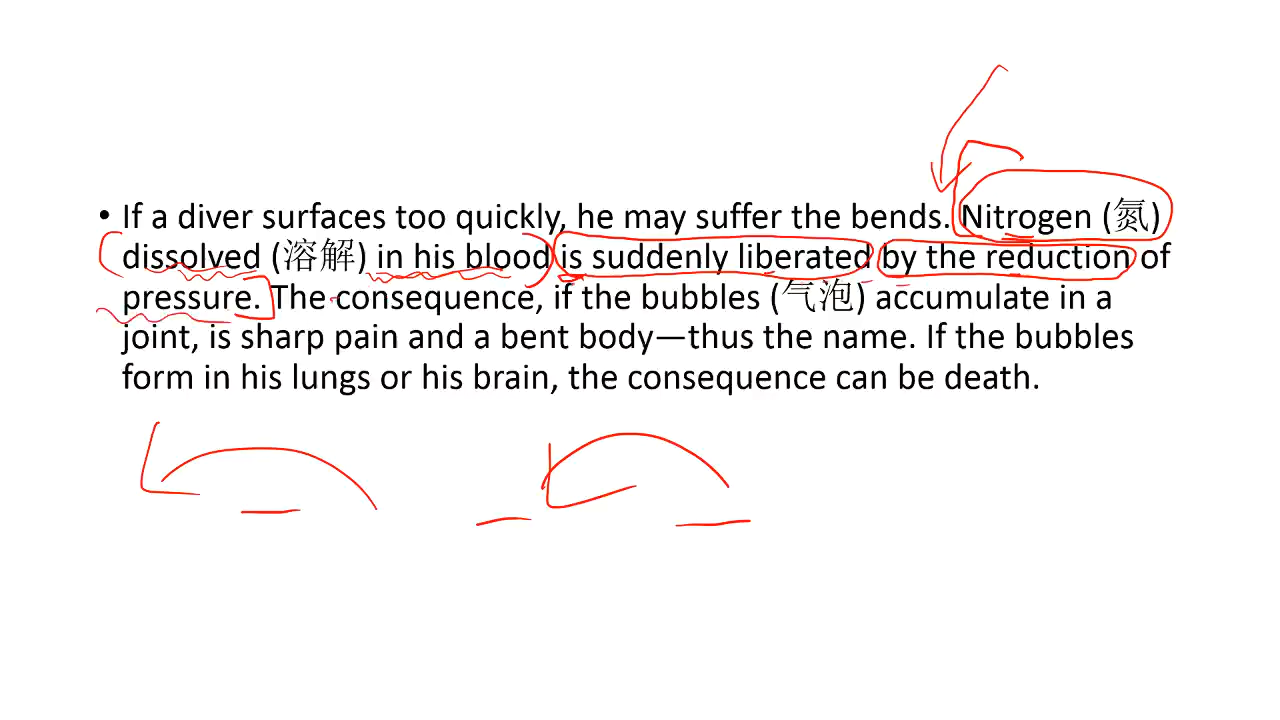 • If a diver surfaces too quickly, he may suffer the bends. Nitrogen (氮)
dissolved (溶解) in his blood is suddenly liberated by the reduction of
pressure. The consequence, if the bubbles (气泡) accumulate in a
joint, is sharp pain and a bent body—thus the name. If the bubbles
form in his lungs or his brain, the consequence can be death.